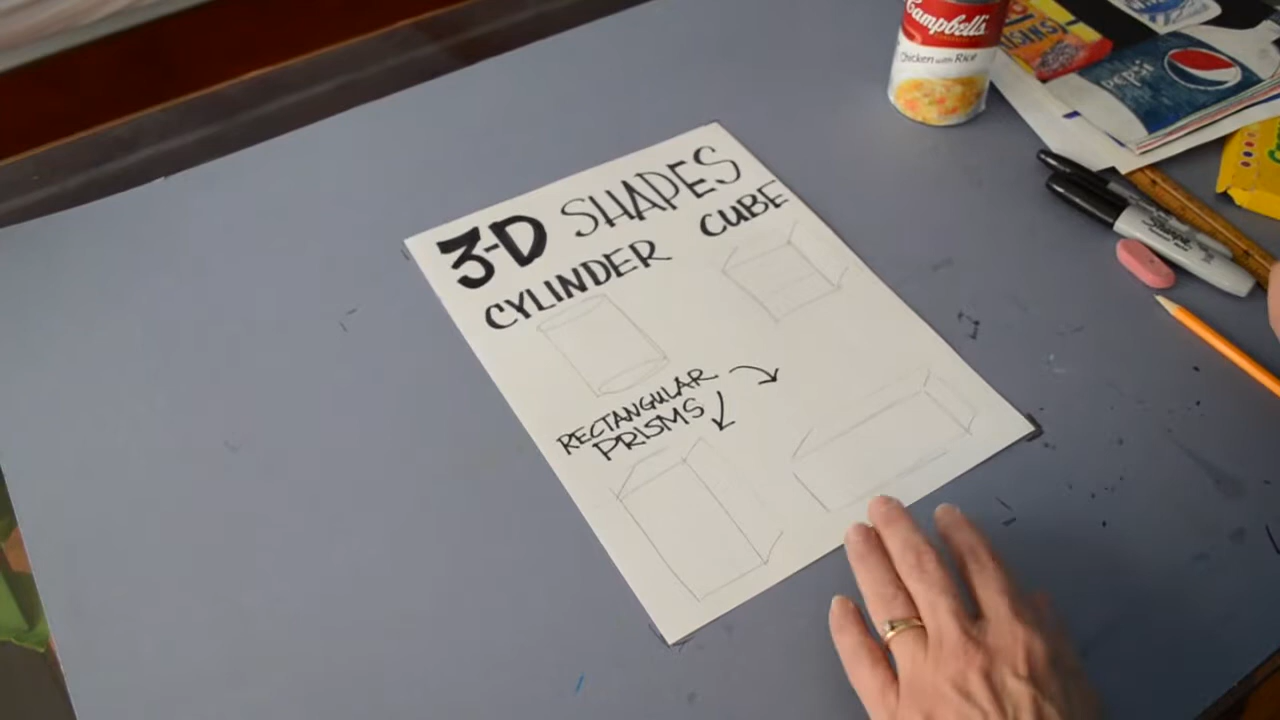 3-D SHAPES
CYLINDER
CUBE
RECTANGULAR
PRISMS
Campbell's
Chicken with Rice
pepsi